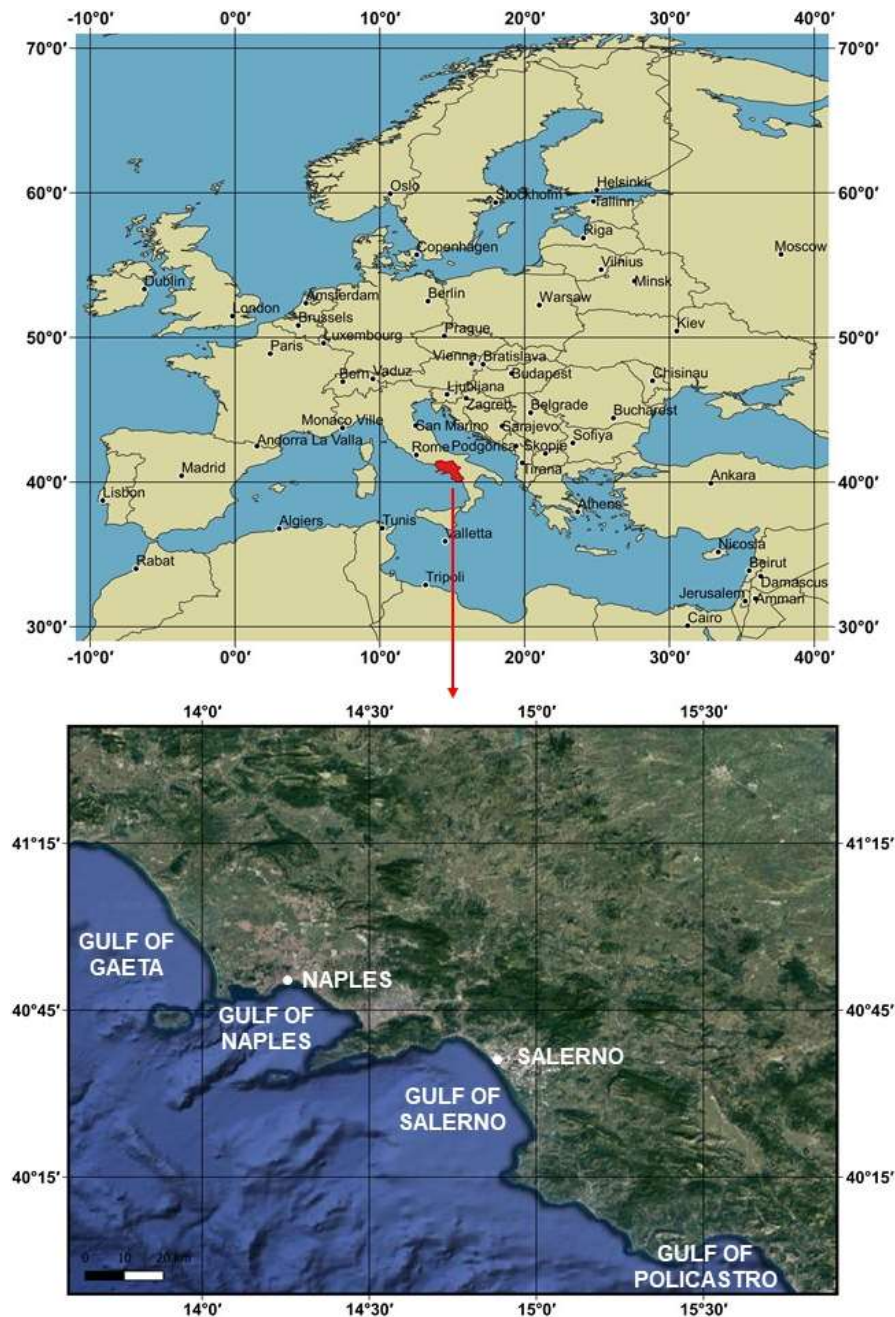 -10°0′ 0°0′ 10°0′ 20°0′ 30°0′ 40°0′
70°0′ 70°0′
60°0′ 60°0′
50°0′ 50°0′
40°0′ 40°0′
30°0′ 30°0′
Oslo
Helsinki
Stockholm
Tallinn
Riga
Moscow
Copenhagen
Vilnius
Minsk
Dublin
Amsterdam
Berlin
Warsaw
London
Brussels
Kiev
Luxembourg
Prague
Paris
Vienna
Bratislava
Bern
Vaduz
Budapest
Chisinau
Ljubljana
Zagreb
Belgrade
Bucharest
Monaco Ville
San Marino
Sarajevo
Sofiya
Andorra La Valla
Rome
Podgorica
Skopje
Tirana
Madrid
Ankara
Lisbon
Athens
Algiers
Tunis
Valletta
Nicosia
Rabat
Beirut
Tripoli
Damascus
Jerusalem
Amman
Cairo
-10°0′ 0°0′ 10°0′ 20°0′ 30°0′ 40°0′
14°0′ 14°30′ 15°0′ 15°30′
41°15′ 41°15′
GULF OF
GAETA
NAPLES
40°45′ 40°45′
GULF OF
NAPLES
SALERNO
GULF OF
SALERNO
40°15′ 40°15′
GULF OF
POLICASTRO
0 10 20 km
14°0′ 14°30′ 15°0′ 15°30′